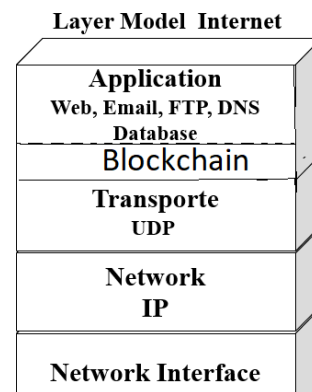 Layer Model Internet
Application
Web, Email, FTP, DNS
Database
Blockchain
Transporte
UDP
Network
IP
Network Interface